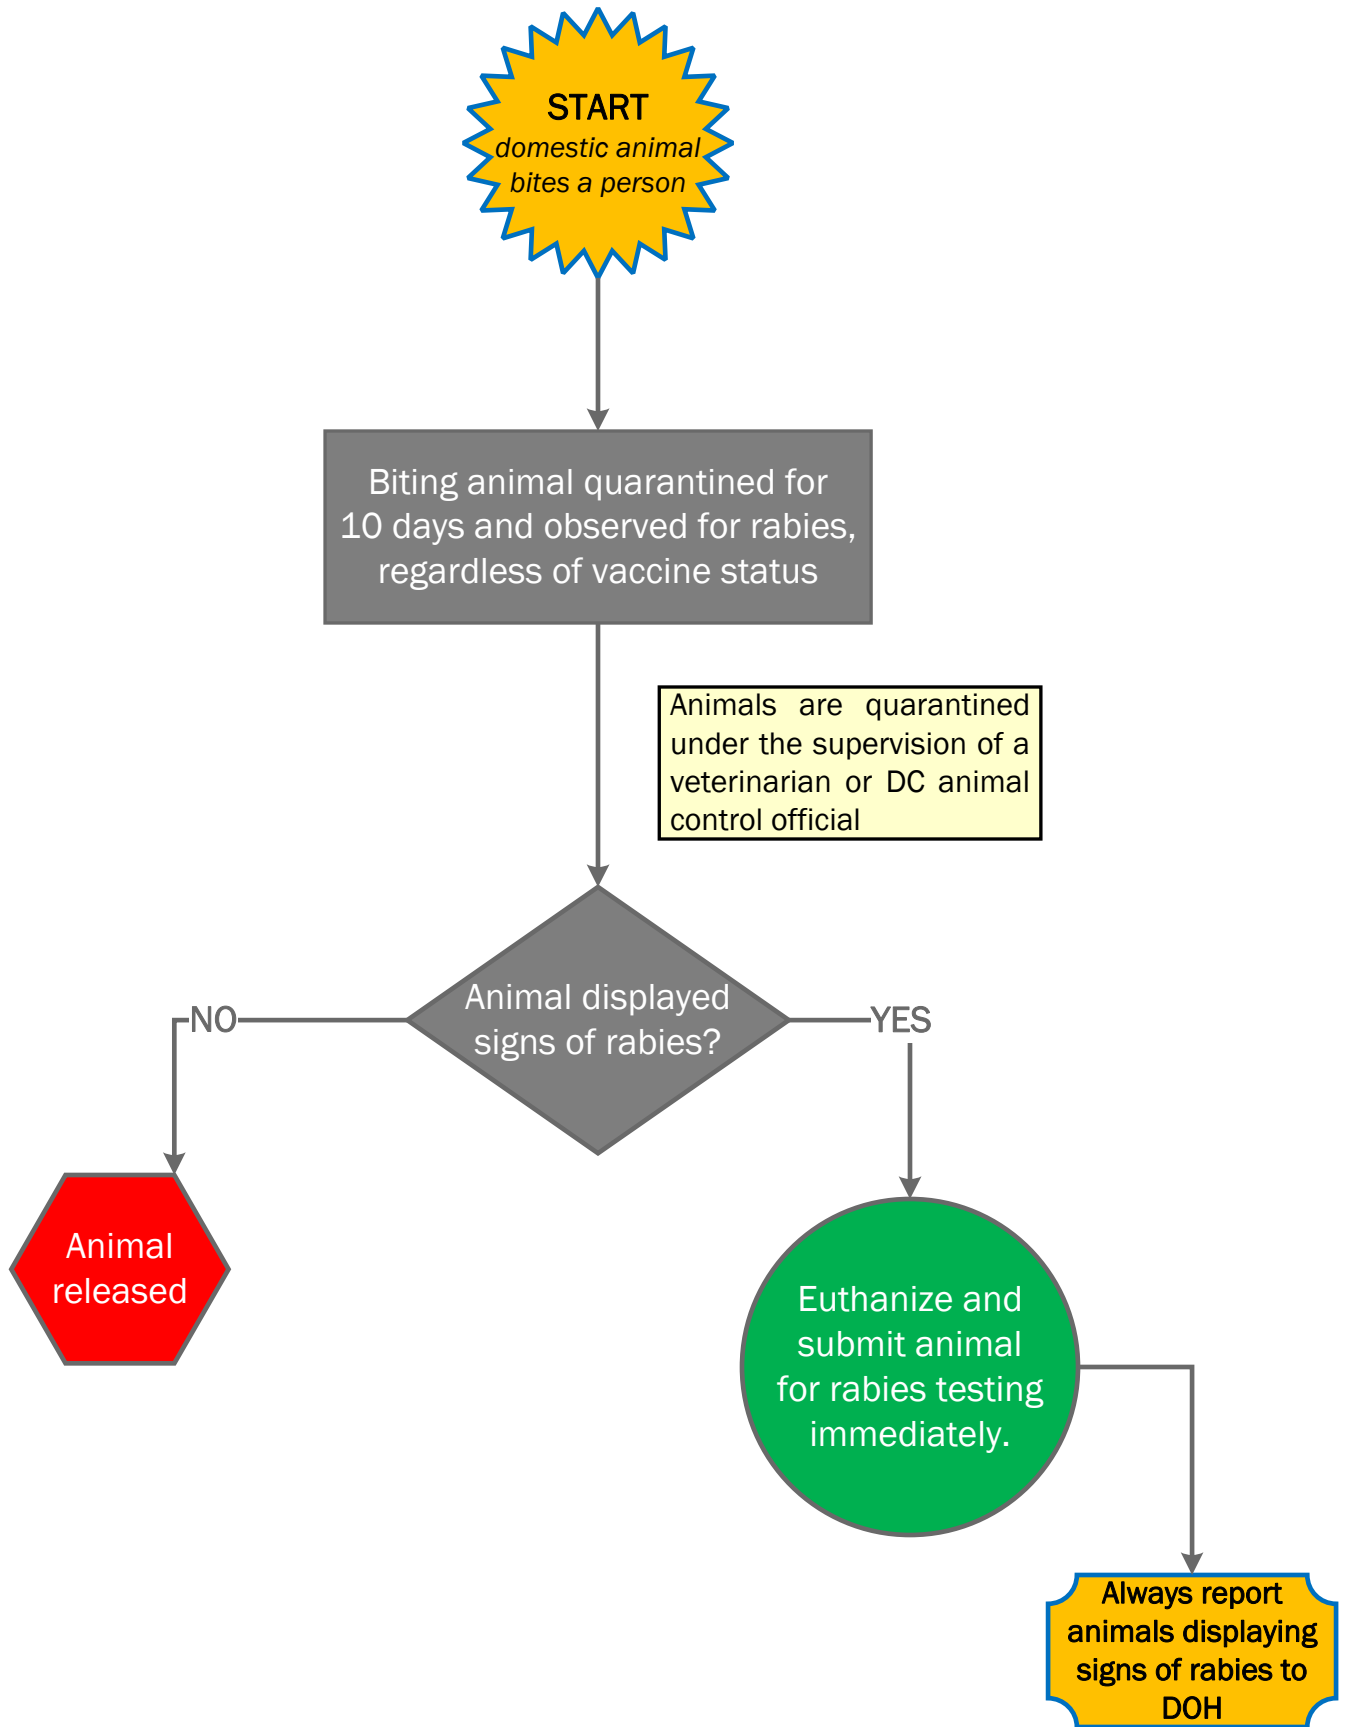 START
domestic animal
bites a person
Biting animal quarantined for
10 days and observed for rabies,
regardless of vaccine status
Animals are quarantined
under the supervision of a
veterinarian or DC animal
control official
Animal displayed
signs of rabies?
NO
YES
Animal
released
Euthanize and
submit animal
for rabies testing
immediately.
Always report
animals displaying
signs of rabies to
DOH